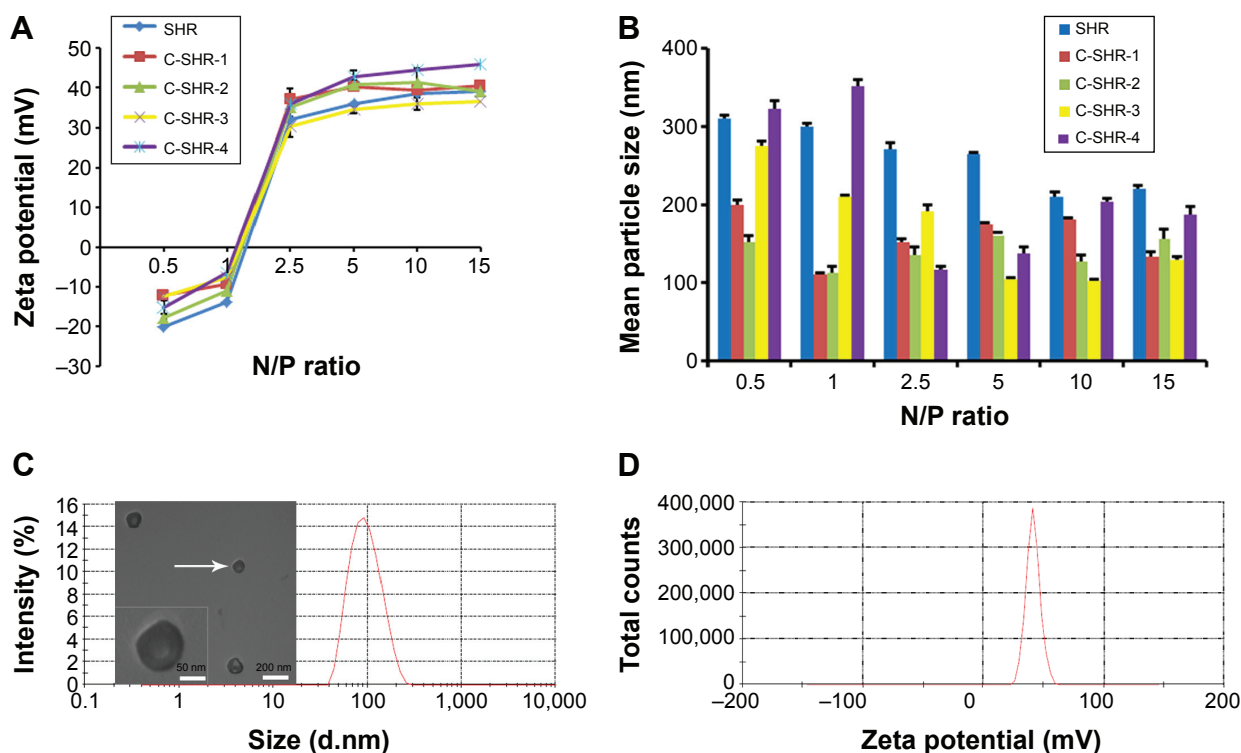 A
SHR
C-SHR-1
C-SHR-2
C-SHR-3
C-SHR-4
Zeta potential (mV)
50
40
30
20
10
0
–10
–20
–30
0.5 1 2.5 5 10 15
N/P ratio
B
SHR
C-SHR-1
C-SHR-2
C-SHR-3
C-SHR-4
Mean particle size (nm)
400
300
200
100
0
0.5 1 2.5 5 10 15
N/P ratio
C
Intensity (%)
16
14
12
10
8
6
4
2
0
50 nm
200 nm
0.1 1 10 100 1,000 10,000
Size (d.nm)
D
Total counts
400,000
300,000
200,000
100,000
0
–200 –100 0 100 200
Zeta potential (mV)